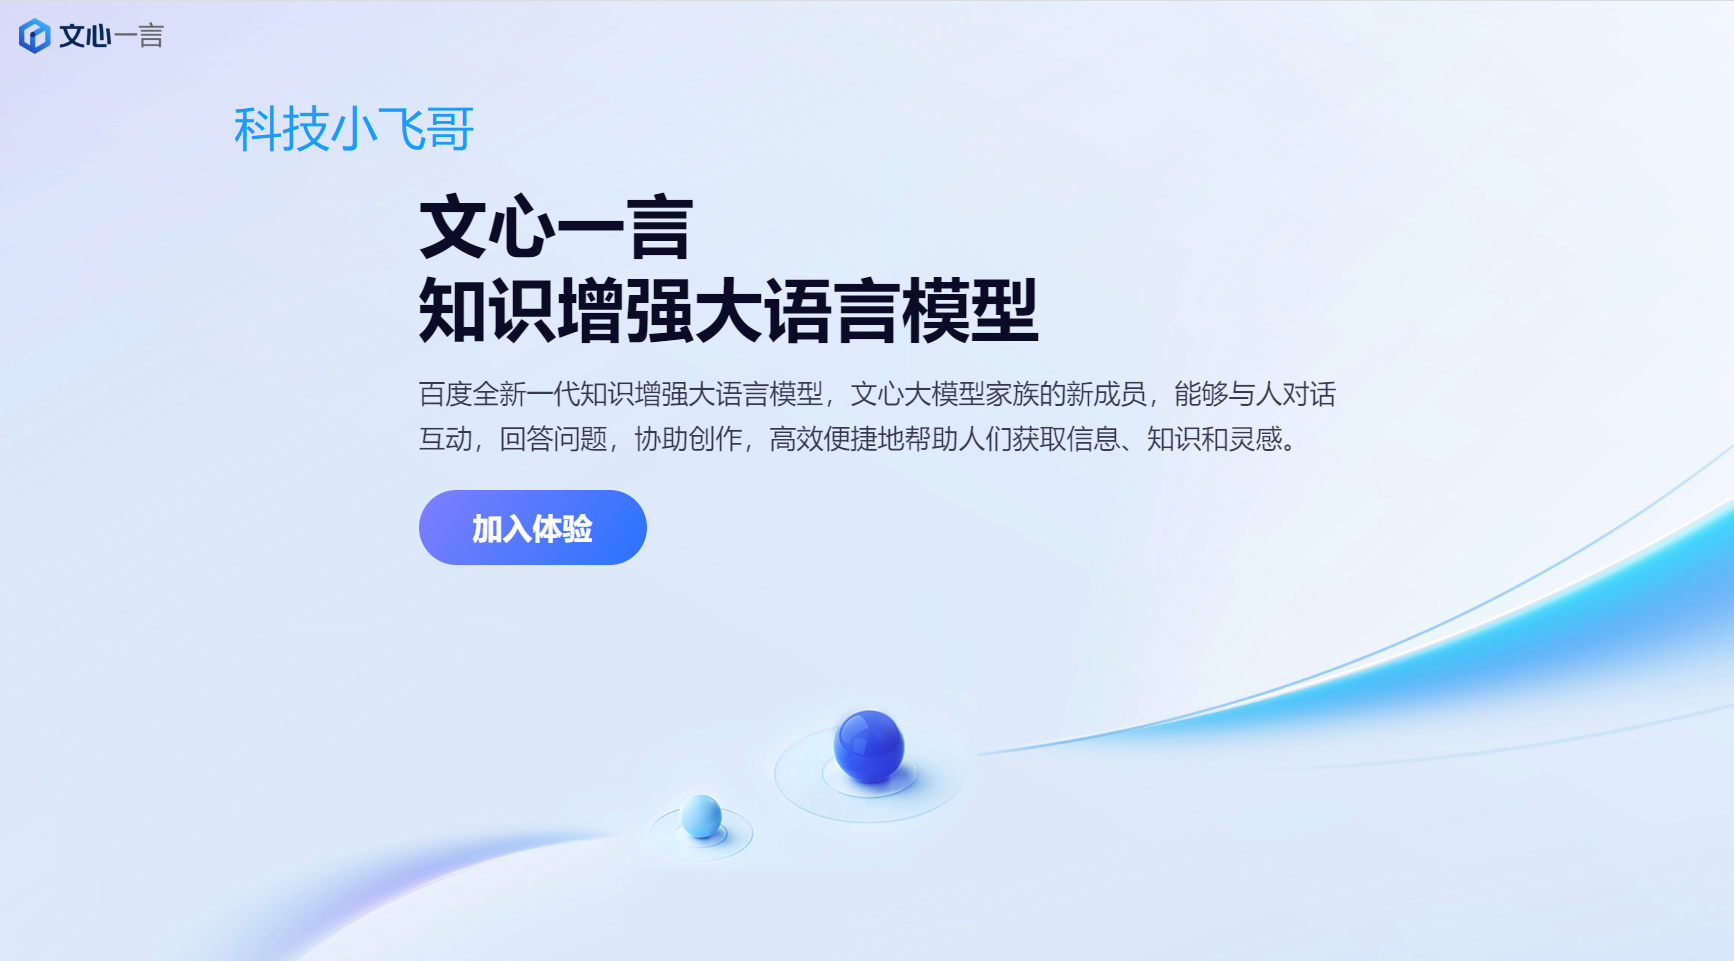 文心一言
科技小飞哥
文心一言
知识增强大语言模型
百度全新一代知识增强大语言模型，文心大模型家族的新成员，能够与人对话
互动，回答问题，协助创作，高效便捷地帮助人们获取信息、知识和灵感。
加入体验